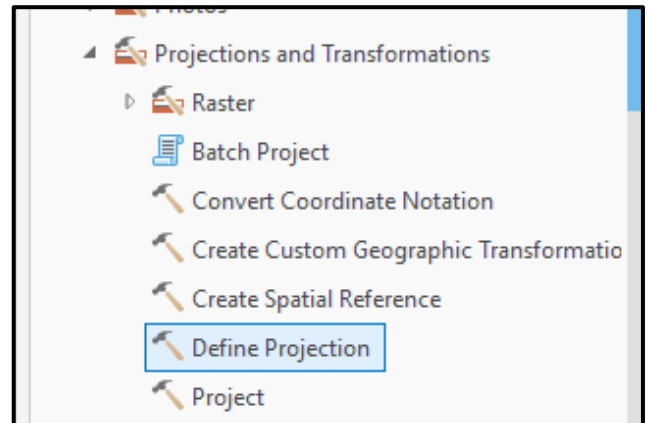 Photos
Projections and Transformations
Raster
Batch Project
Convert Coordinate Notation
Create Custom Geographic Transformatio
Create Spatial Reference
Define Projection
Project